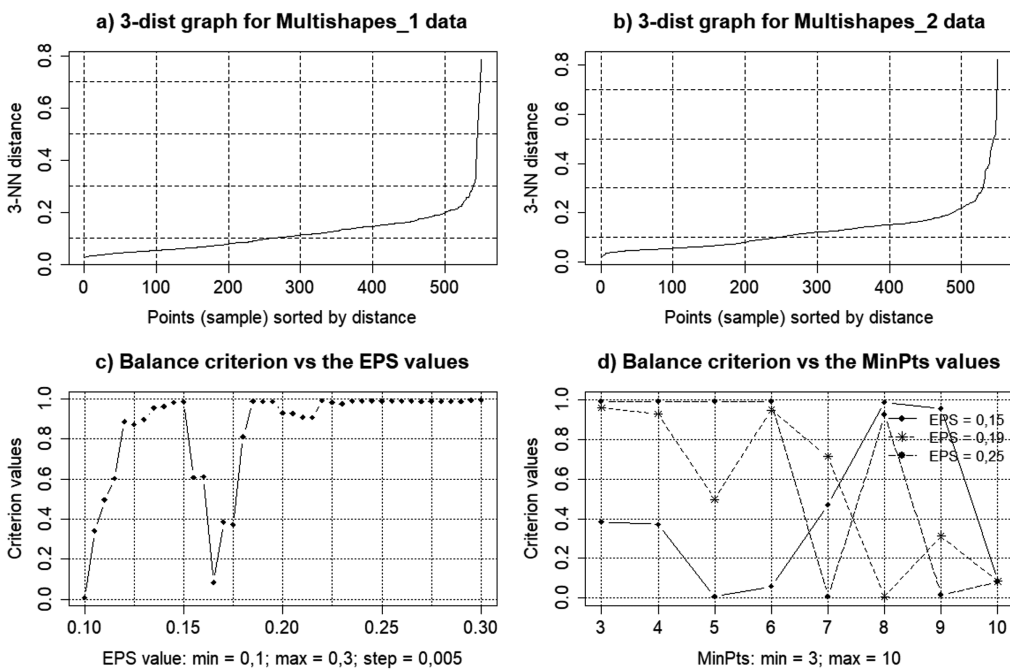 a) 3-dist graph for Multishapes_1 data
3-NN distance
0.0 0.2 0.4 0.6 0.8
0 100 200 300 400 500
Points (sample) sorted by distance
b) 3-dist graph for Multishapes_2 data
3-NN distance
0.0 0.2 0.4 0.6 0.8
0 100 200 300 400 500
Points (sample) sorted by distance
c) Balance criterion vs the EPS values
Criterion values
0.0 0.2 0.4 0.6 0.8 1.0
0.10 0.15 0.20 0.25 0.30
EPS value: min = 0,1; max = 0,3; step = 0,005
d) Balance criterion vs the MinPts values
Criterion values
0.0 0.2 0.4 0.6 0.8 1.0
EPS = 0,15
EPS = 0,19
EPS = 0,25
3 4 5 6 7 8 9 10
MinPts: min = 3; max = 10